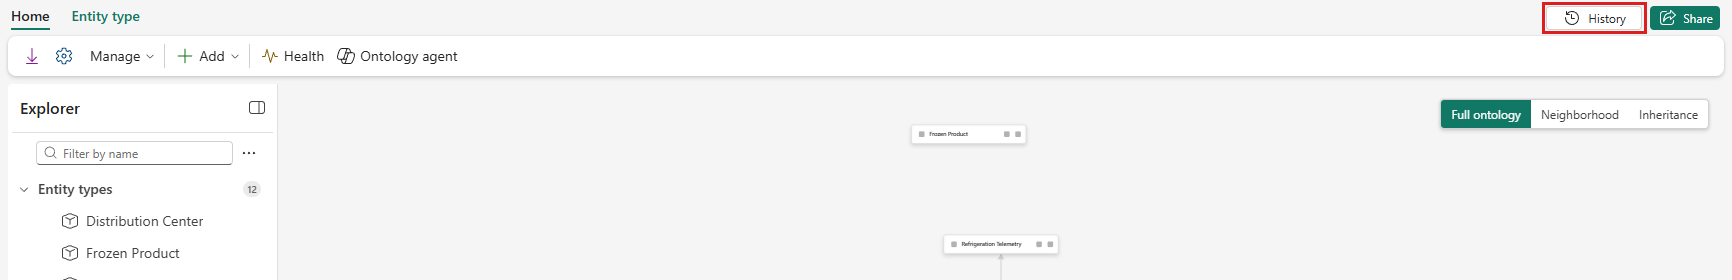 Home Entity type History Share
Manage Add Health Ontology agent
Explorer
Filter by name
Entity types 12
Distribution Center
Frozen Product
Full ontology Neighborhood Inheritance
Frozen Product
Refrigeration Telemetry